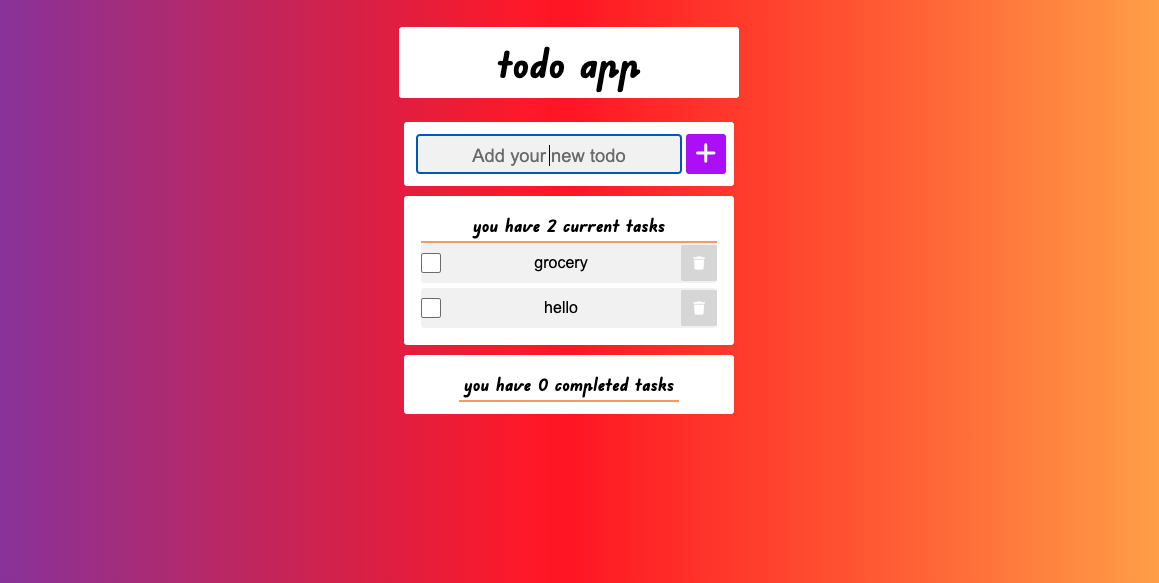 todo app
Add your new todo
you have 2 current tasks
grocery
hello
you have 0 completed tasks